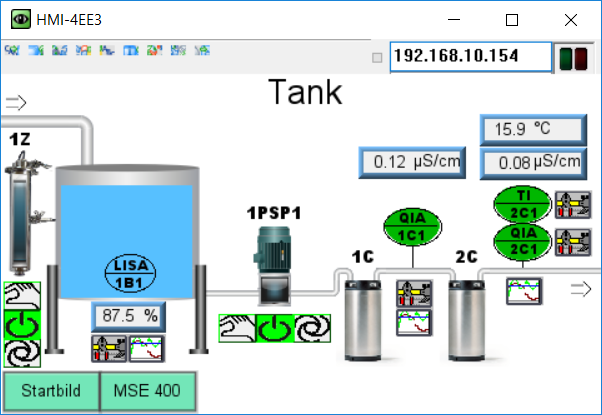 HMI-4EE3
192.168.10.154
Tank
1Z
15.9 °C
0.12 µS/cm
0.08 µS/cm
TI
2C1
QIA
2C1
QIA
1C1
1PSP1
1C
2C
LISA
1B1
87.5 %
Startbild
MSE 400